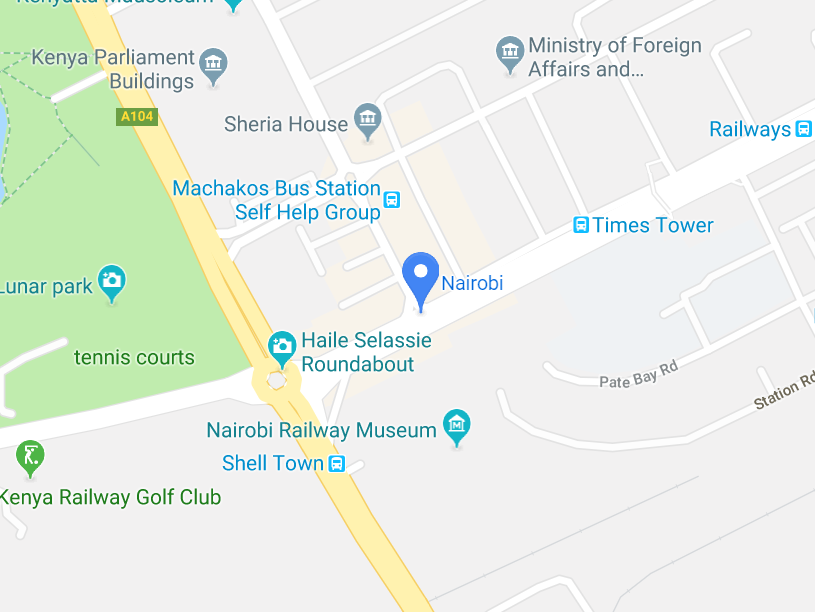 Kenyatta Mausoleum
Kenya Parliament
Buildings
Ministry of Foreign
Affairs and...
A104
Sheria House
Railways
Machakos Bus Station
Self Help Group
Times Tower
Lunar park
Nairobi
Haile Selassie
Roundabout
tennis courts
Pate Bay Rd
Station Rd
Nairobi Railway Museum
Shell Town
Kenya Railway Golf Club